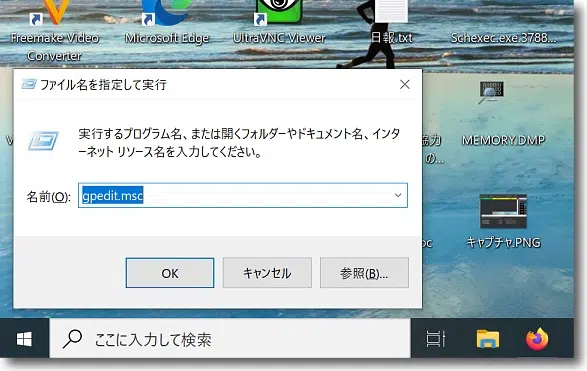 Freemake Video
Converter
Microsoft Edge
UltraVNC Viewer
日報.txt
Schexec.exe.3788...
ファイル名を指定して実行
実行するプログラム名、または開くフォルダーやドキュメント名、インタ
ーネット リソース名を入力してください。
名前(O):
gpedit.msc
OK
キャンセル
参照(B)...
V
協力
の...
MEMORY.DMP
oc
キャプチャ.PNG
ここに入力して検索